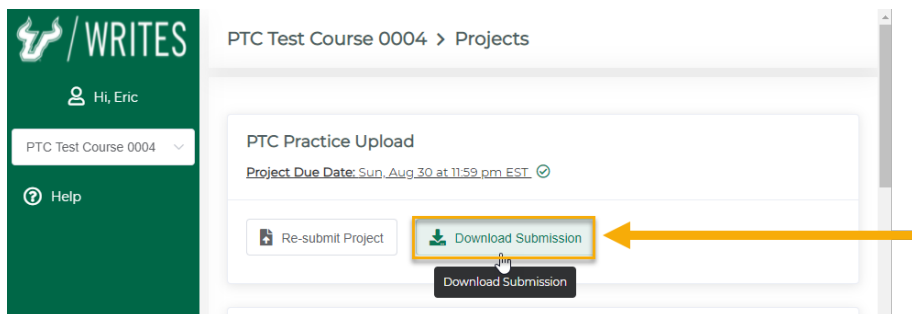 / WRITES
Hi, Eric
PTC Test Course 0004
Help
PTC Test Course 0004 > Projects
PTC Practice Upload
Project Due Date: Sun, Aug 30 at 11:59 pm EST
Re-submit Project
Download Submission
Download Submission